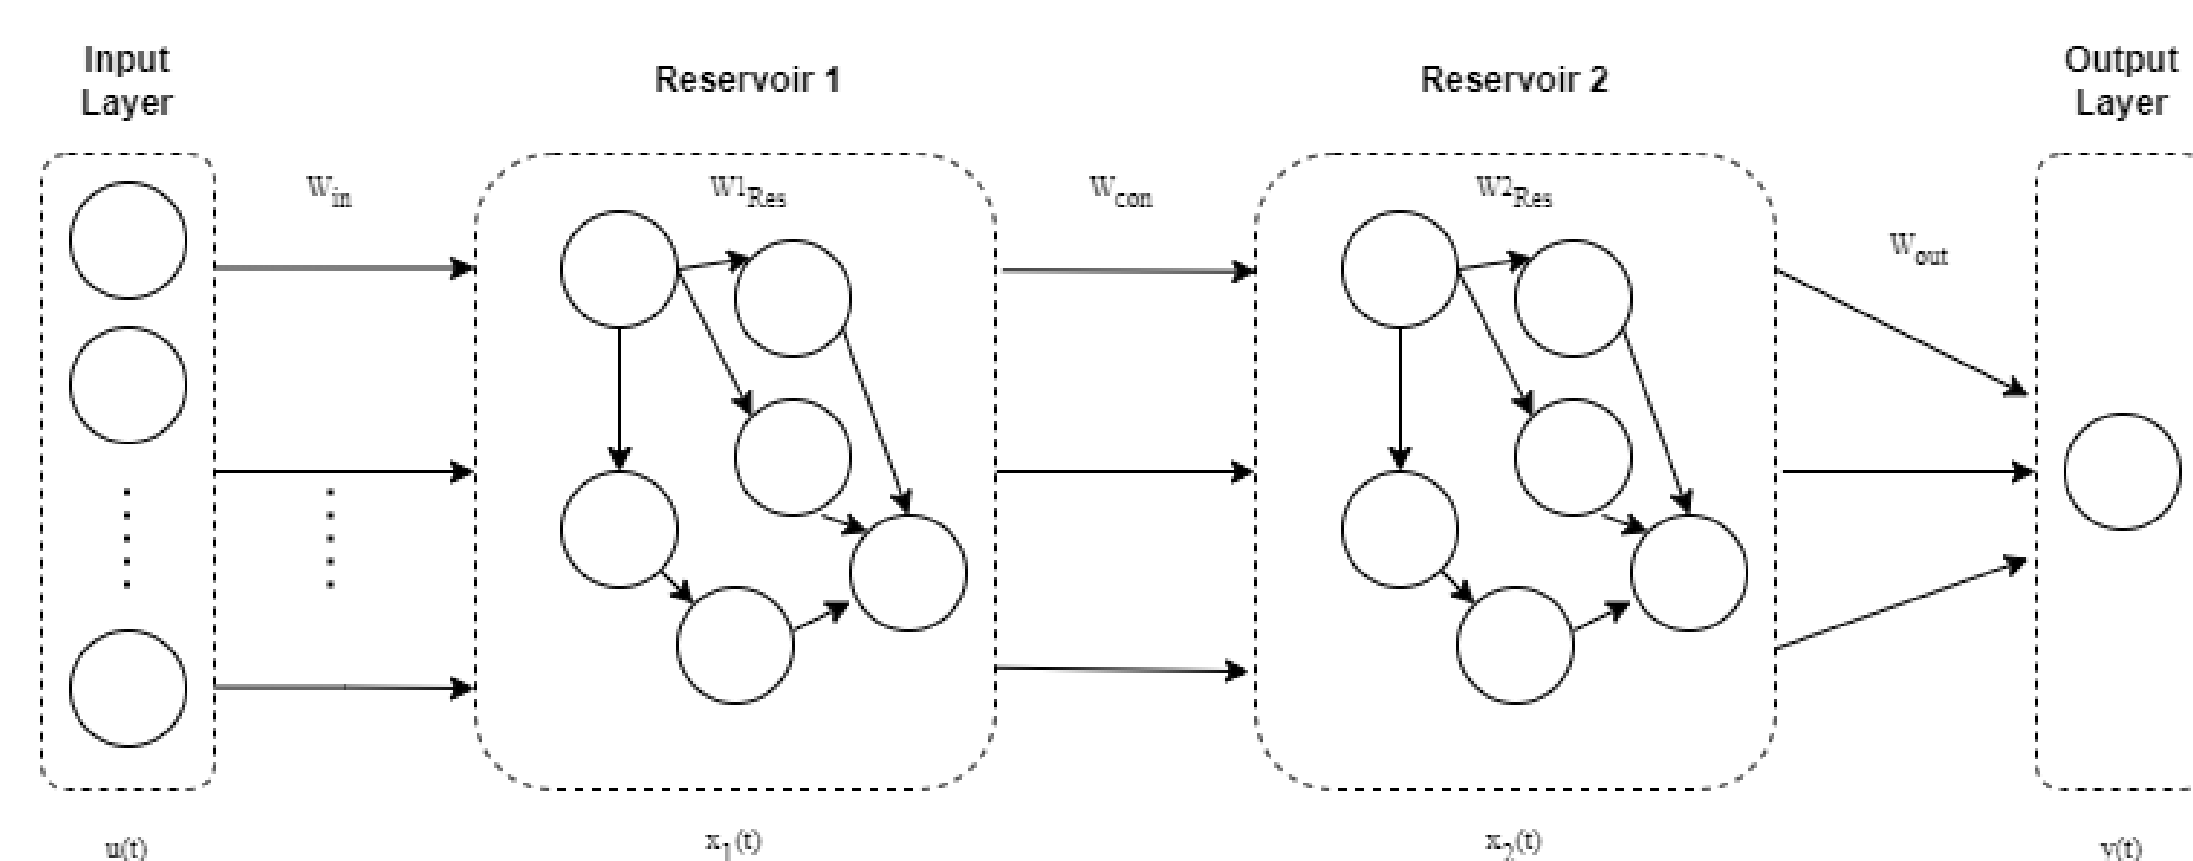 Input
Layer
Reservoir 1
Reservoir 2
Output
Layer
W_in
W1_Res
W_con
W2_Res
W_out
u(t)
x_1(t)
x_2(t)
y(t)